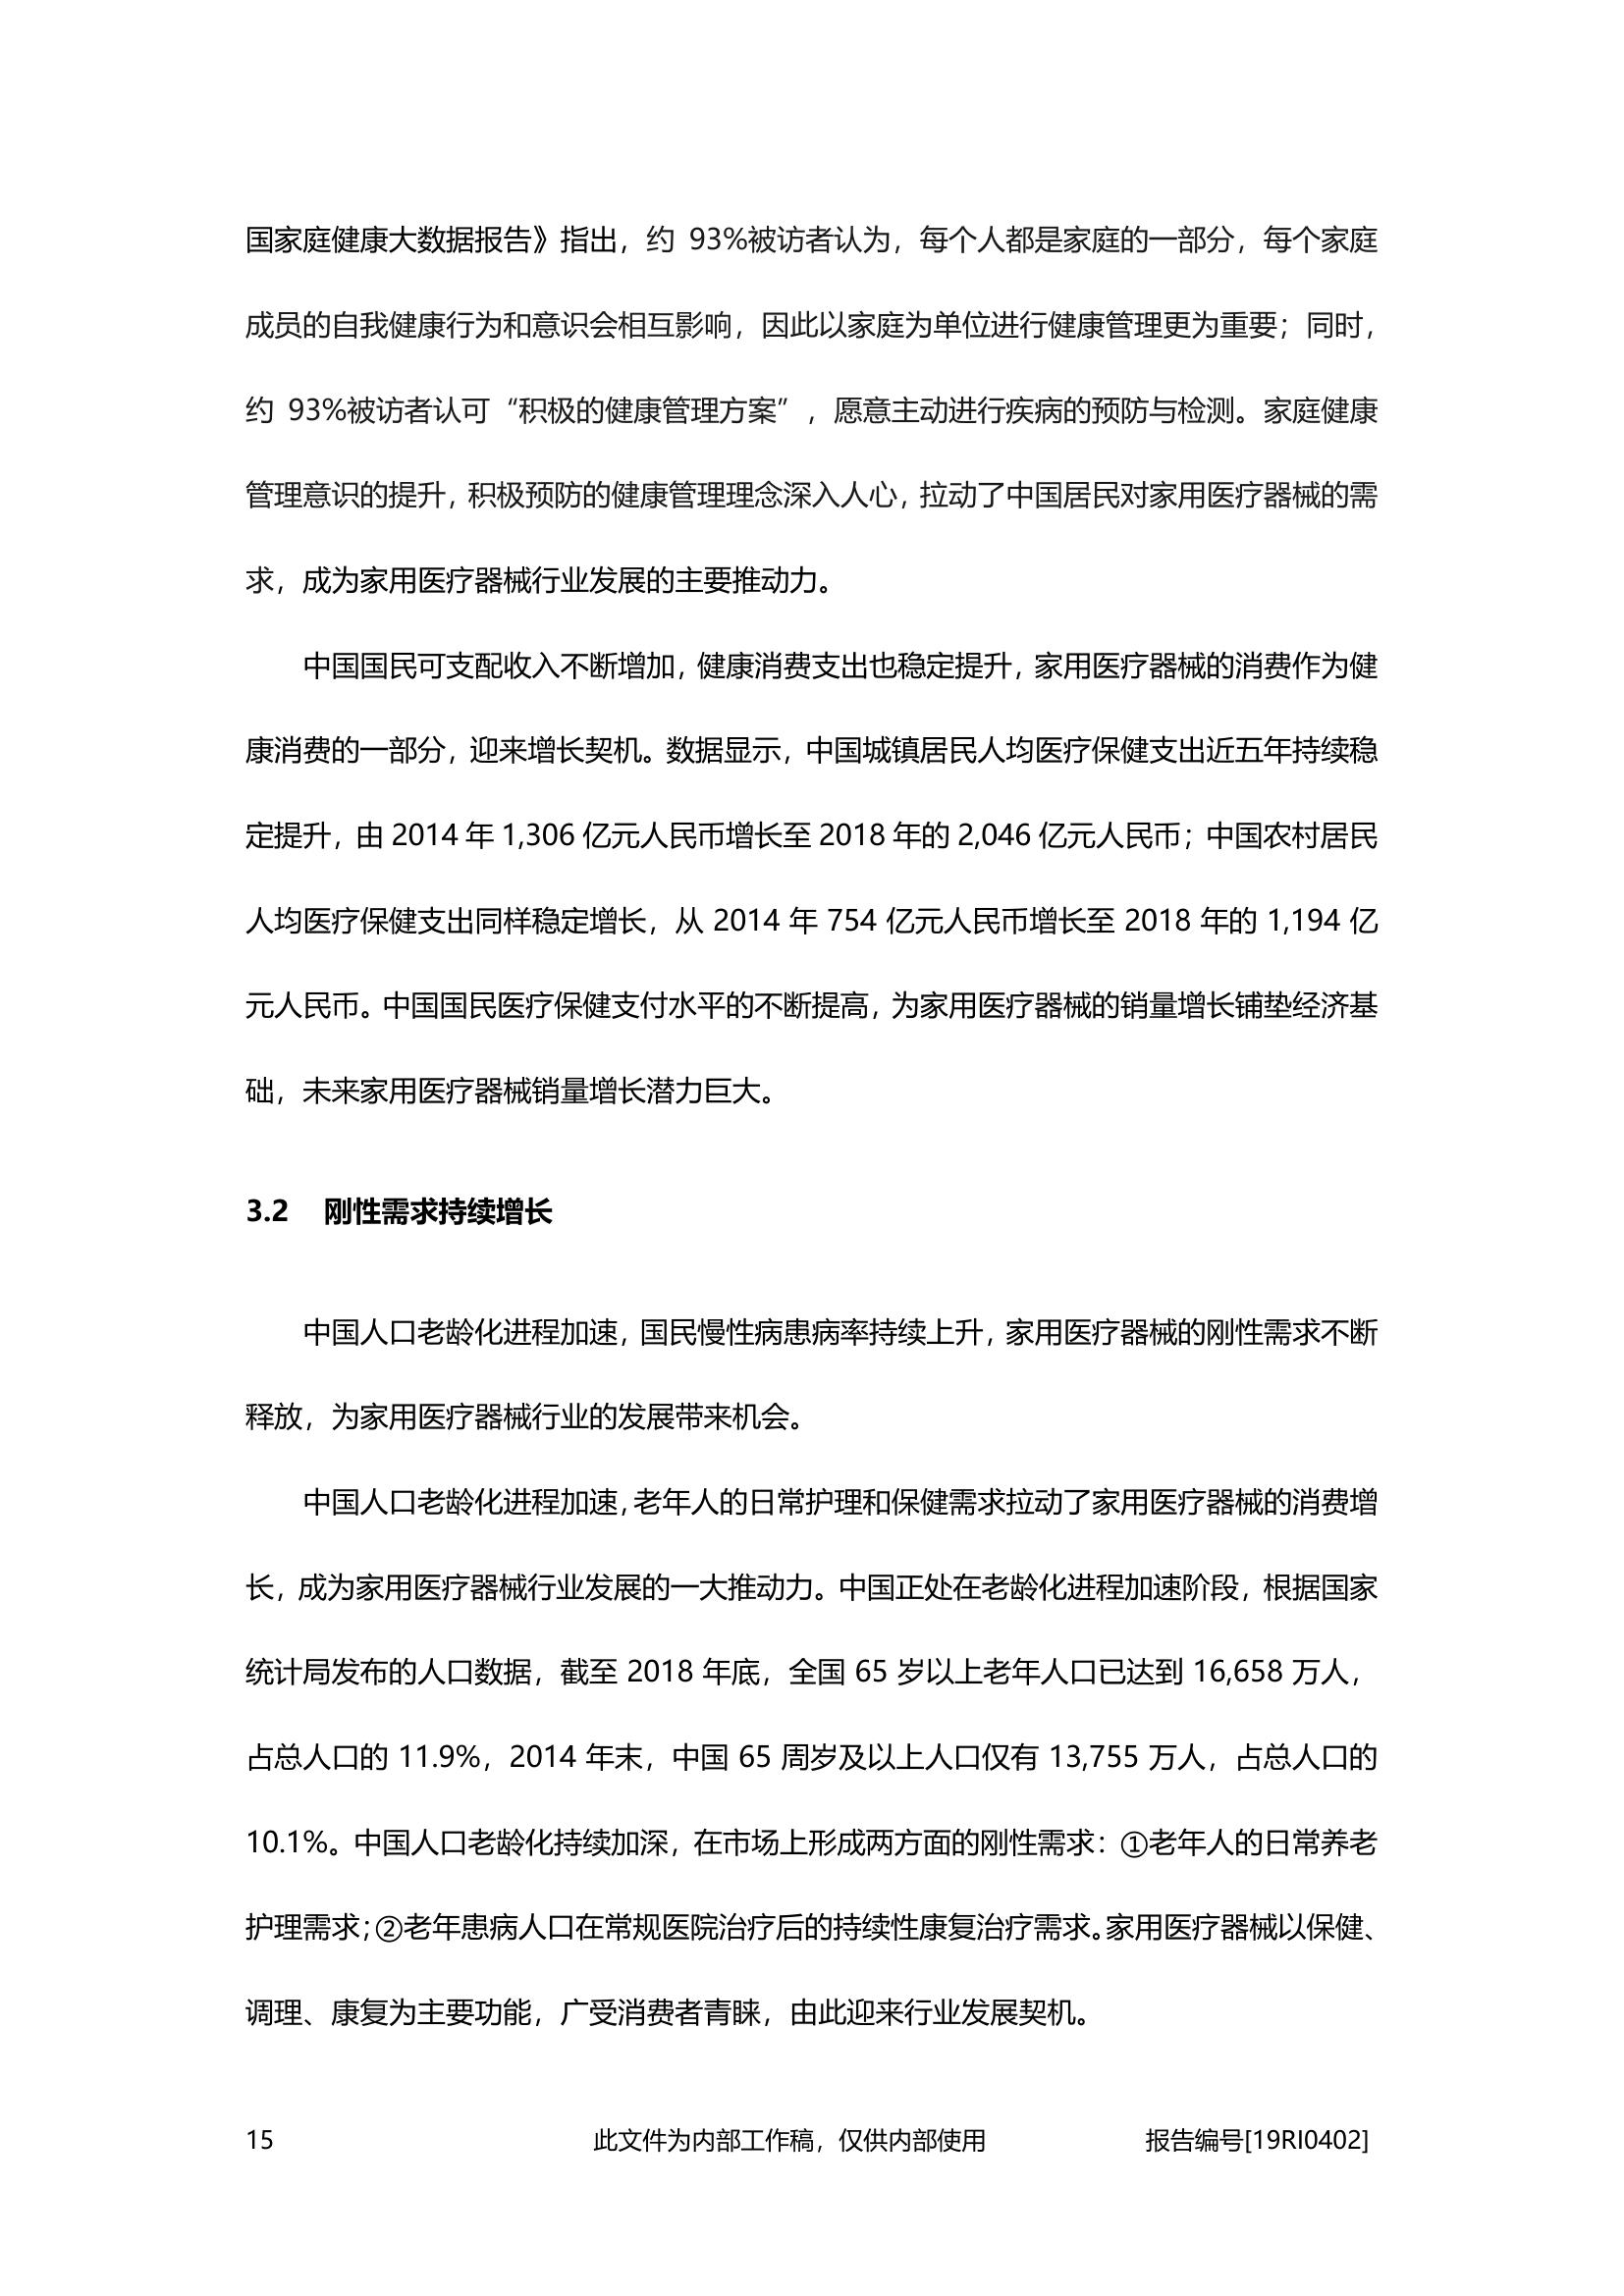 国家庭健康大数据报告》指出，约 93%被访者认为，每个人都是家庭的一部分，每个家庭
成员的自我健康行为和意识会相互影响，因此以家庭为单位进行健康管理更为重要；同时，
约 93%被访者认可“积极的健康管理方案”，愿意主动进行疾病的预防与检测。家庭健康
管理意识的提升，积极预防的健康管理理念深入人心，拉动了中国居民对家用医疗器械的需
求，成为家用医疗器械行业发展的主要推动力。
中国国民可支配收入不断增加，健康消费支出也稳定提升，家用医疗器械的消费作为健
康消费的一部分，迎来增长契机。数据显示，中国城镇居民人均医疗保健支出近五年持续稳
定提升，由 2014 年 1,306 亿元人民币增长至 2018 年的 2,046 亿元人民币；中国农村居民
人均医疗保健支出同样稳定增长，从 2014 年 754 亿元人民币增长至 2018 年的 1,194 亿
元人民币。中国国民医疗保健支付水平的不断提高，为家用医疗器械的销量增长铺垫经济基
础，未来家用医疗器械销量增长潜力巨大。
3.2 刚性需求持续增长
中国人口老龄化进程加速，国民慢性病患病率持续上升，家用医疗器械的刚性需求不断
释放，为家用医疗器械行业的发展带来机会。
中国人口老龄化进程加速，老年人的日常护理和保健需求拉动了家用医疗器械的消费增
长，成为家用医疗器械行业发展的一大推动力。中国正处在老龄化进程加速阶段，根据国家
统计局发布的人口数据，截至 2018 年底，全国 65 岁以上老年人口已达到 16,658 万人，
占总人口的 11.9%，2014 年末，中国 65 周岁及以上人口仅有 13,755 万人，占总人口的
10.1%。中国人口老龄化持续加深，在市场上形成两方面的刚性需求：①老年人的日常养老
护理需求；②老年患病人口在常规医院治疗后的持续性康复治疗需求。家用医疗器械以保健、
调理、康复为主要功能，广受消费者青睐，由此迎来行业发展契机。
15 此文件为内部工作稿，仅供内部使用 报告编号[19RI0402]